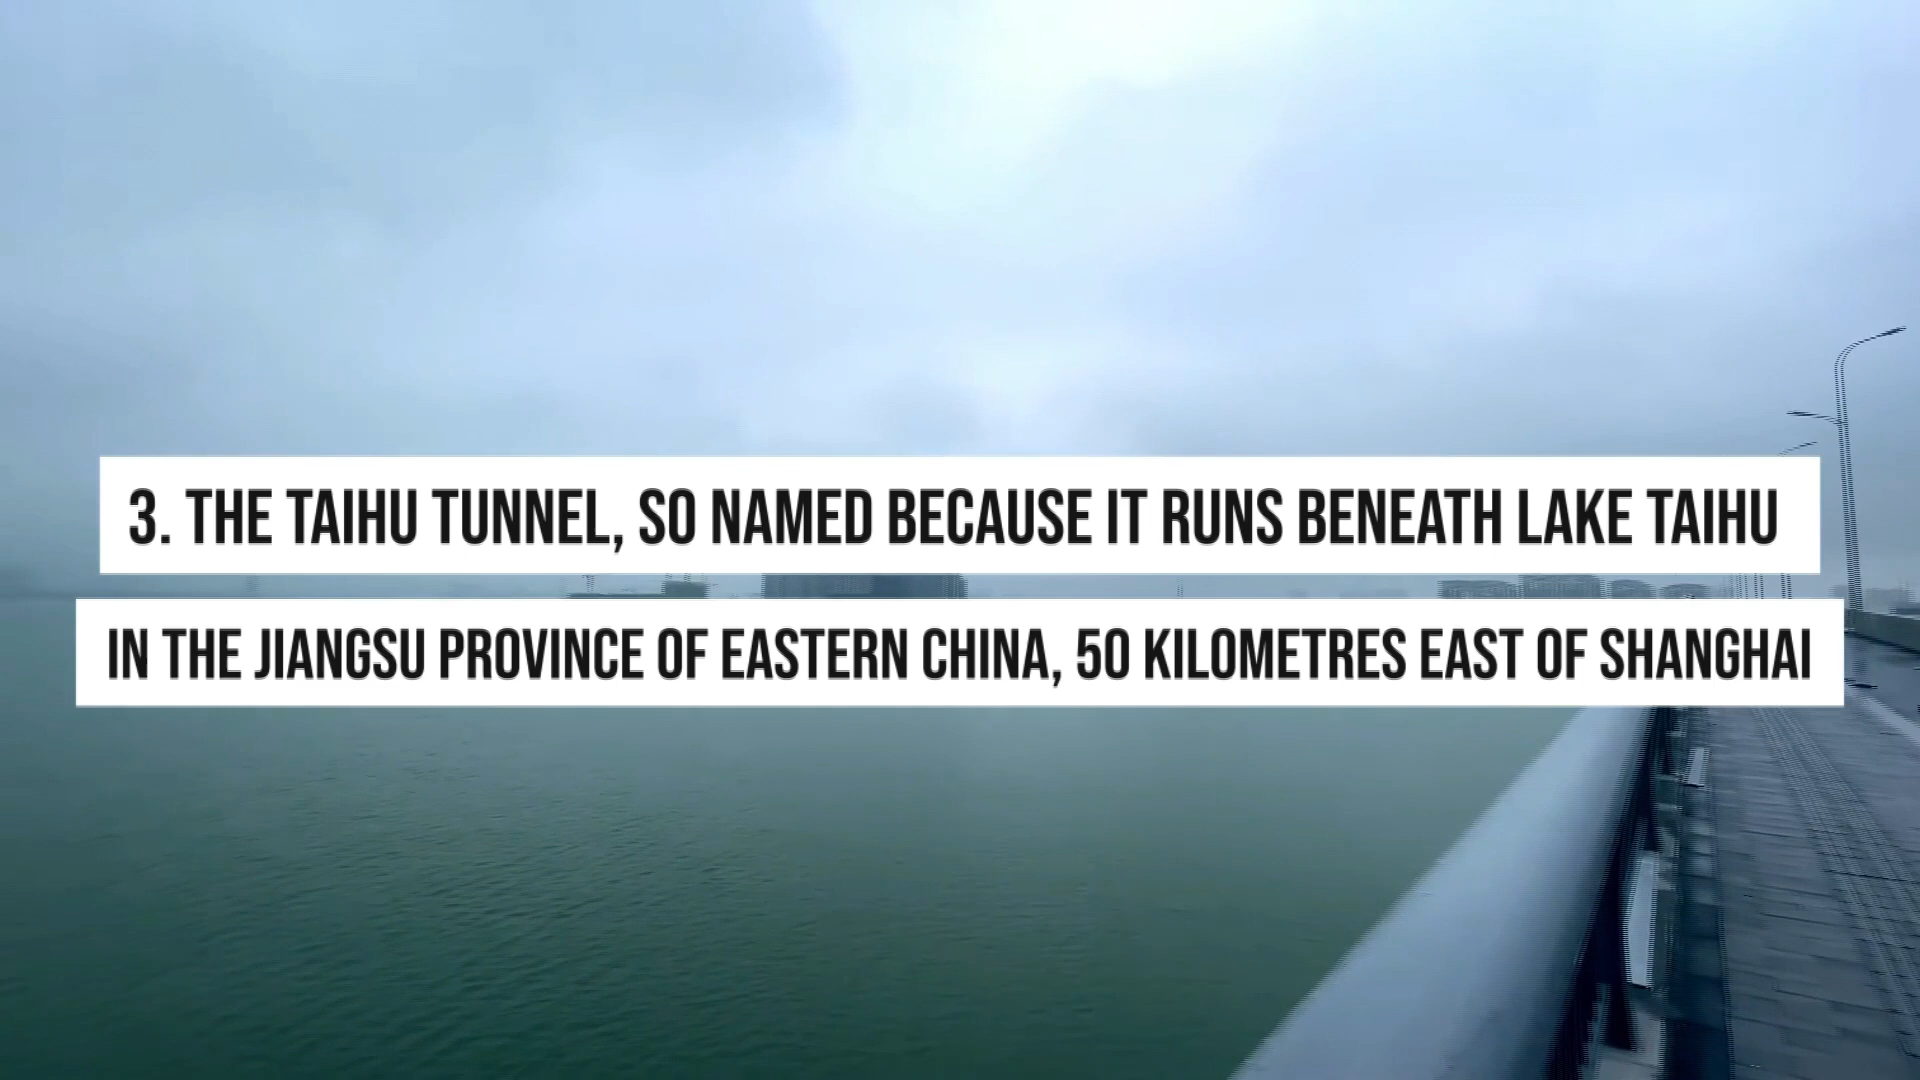 3. THE TAIHU TUNNEL, SO NAMED BECAUSE IT RUNS BENEATH LAKE TAIHU
IN THE JIANGSU PROVINCE OF EASTERN CHINA, 50 KILOMETRES EAST OF SHANGHAI